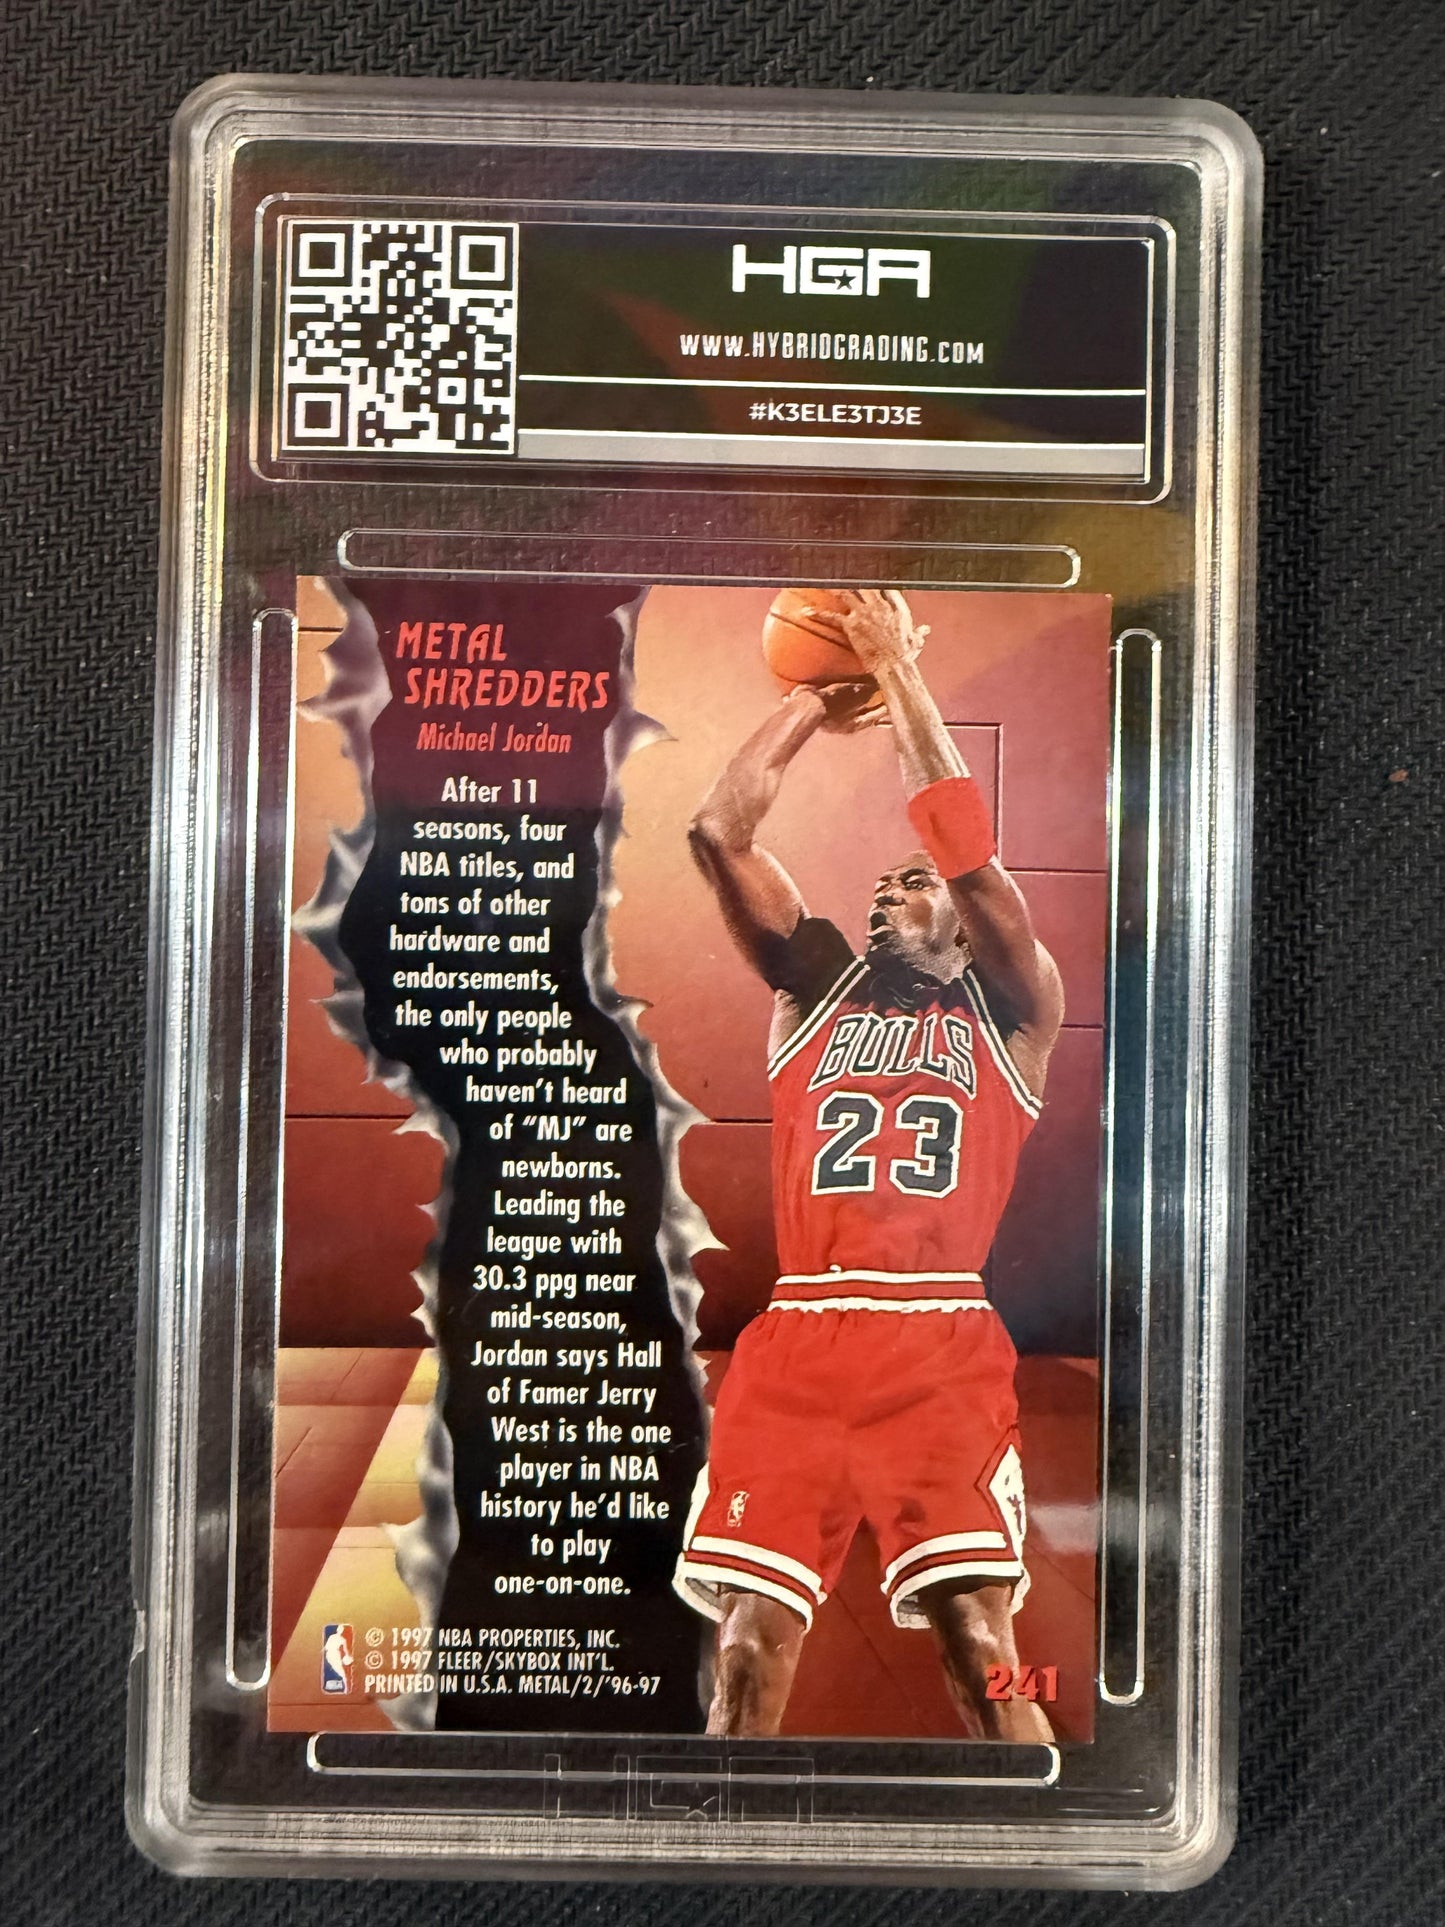 HGA
WWW.HYBRIDGRADING.COM
#K3ELE3TJ3E
METAL
SHREDDERS
Michael Jordan
After 11
seasons, four
NBA titles, and
tons of other
hardware and
endorsements,
the only people
who probably
haven't heard
of "MJ" are
newborns.
Leading the
league with
30.3 ppg near
mid-season,
Jordan says Hall
of Famer Jerry
West is the one
player in NBA
history he'd like
to play
one-on-one.
BULLS
23
© 1997 NBA PROPERTIES, INC.
© 1997 FLEER/SKYBOX INT'L.
PRINTED IN U.S.A. METAL/2/'96-97
241
HGA